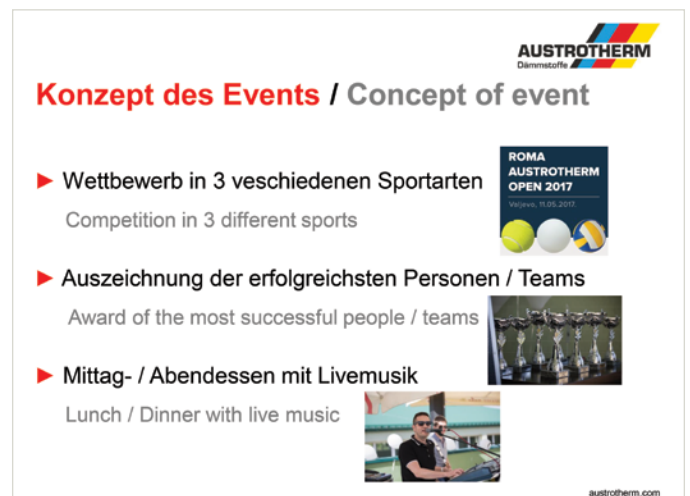 AUSTROTHERM
Dämmstoffe
Konzept des Events / Concept of event
Wettbewerb in 3 veschiedenen Sportarten
Competition in 3 different sports
ROMA
AUSTROTHERM
OPEN 2017
Valjevo, 11.05.2017.
Auszeichnung der erfolgreichsten Personen / Teams
Award of the most successful people / teams
Mittag- / Abendessen mit Livemusik
Lunch / Dinner with live music
austrotherm.com